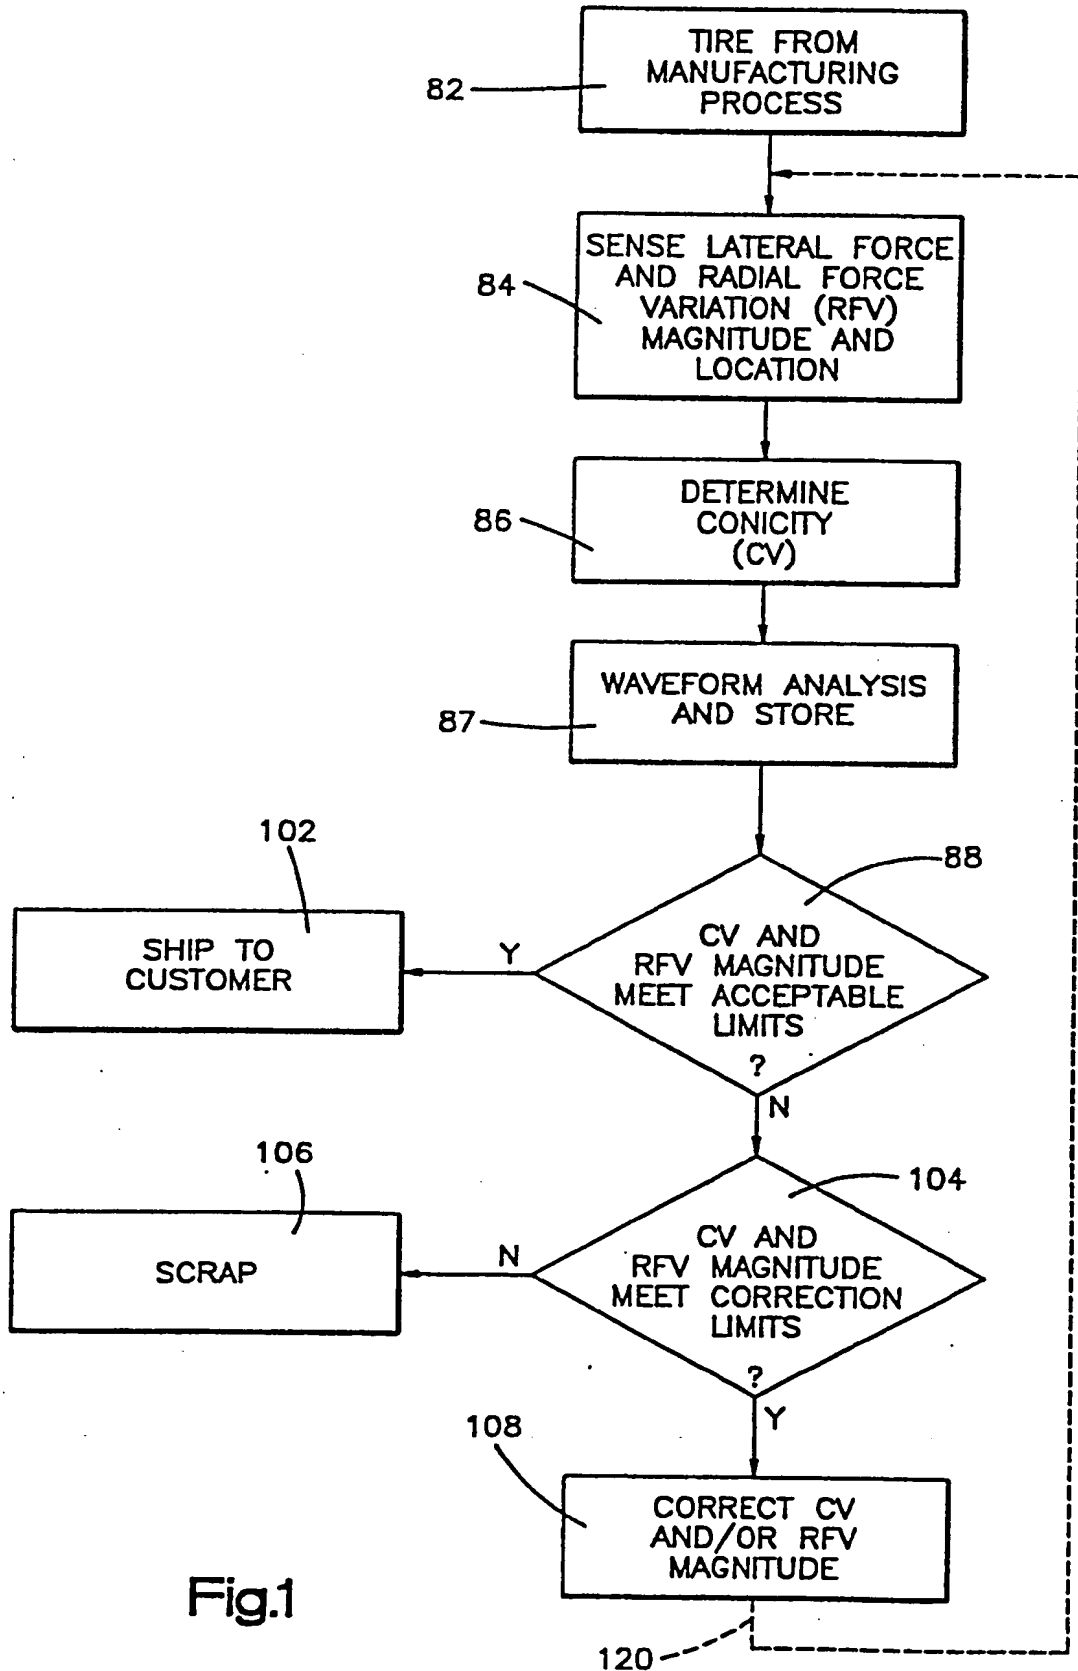 TIRE FROM
MANUFACTURING
PROCESS
82
SENSE LATERAL FORCE
AND RADIAL FORCE
VARIATION (RFV)
MAGNITUDE AND
LOCATION
84
DETERMINE
CONICITY
(CV)
86
WAVEFORM ANALYSIS
AND STORE
87
102
88
SHIP TO
CUSTOMER
Y
CV AND
RFV MAGNITUDE
MEET ACCEPTABLE
LIMITS
?
N
106
104
SCRAP
N
CV AND
RFV MAGNITUDE
MEET CORRECTION
LIMITS
?
Y
108
CORRECT CV
AND/OR RFV
MAGNITUDE
Fig.1
120